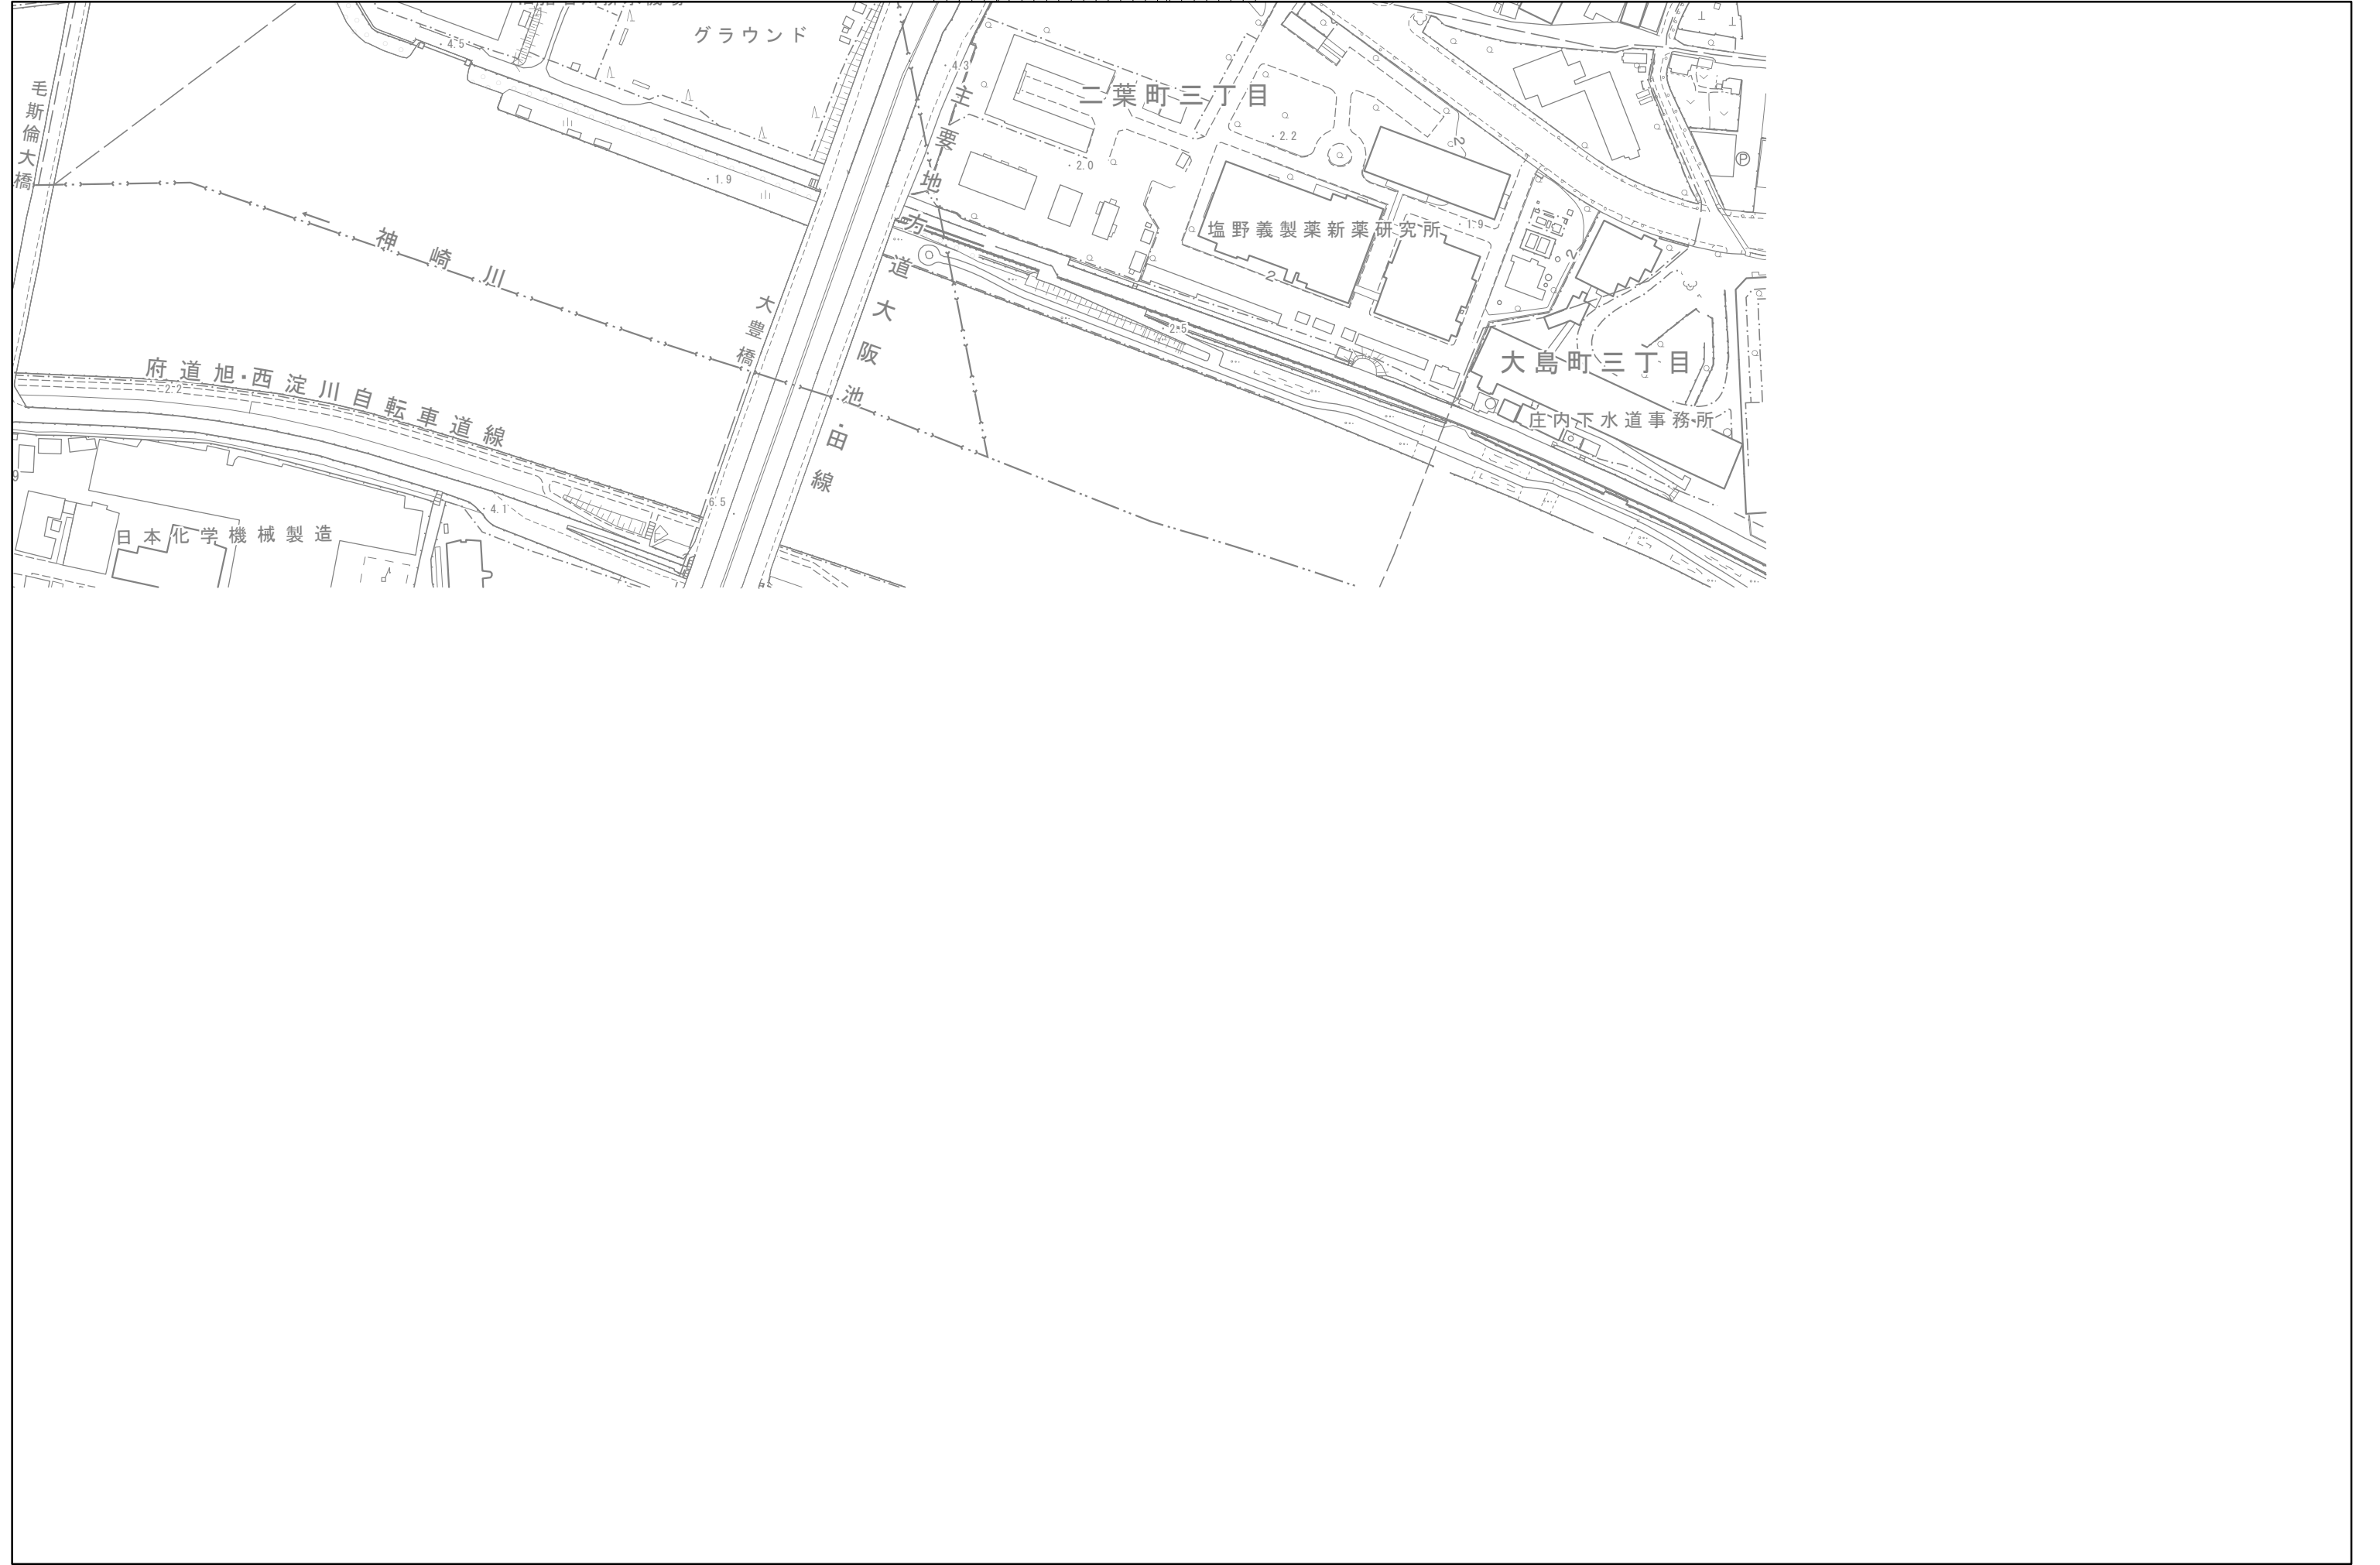 グラウンド
4.5
4.3
毛斯倫大橋
主要地方道大阪池田線
二葉町三丁目
2.2
2
2.0
P
1.9
塩野義製薬新薬研究所
1.9
神崎川
2
2
大豊橋
2.5
大島町三丁目
府道旭・西淀川自転車道線
2.2
庄内下水道事務所
9
6.5
4.1
日本化学機械製造